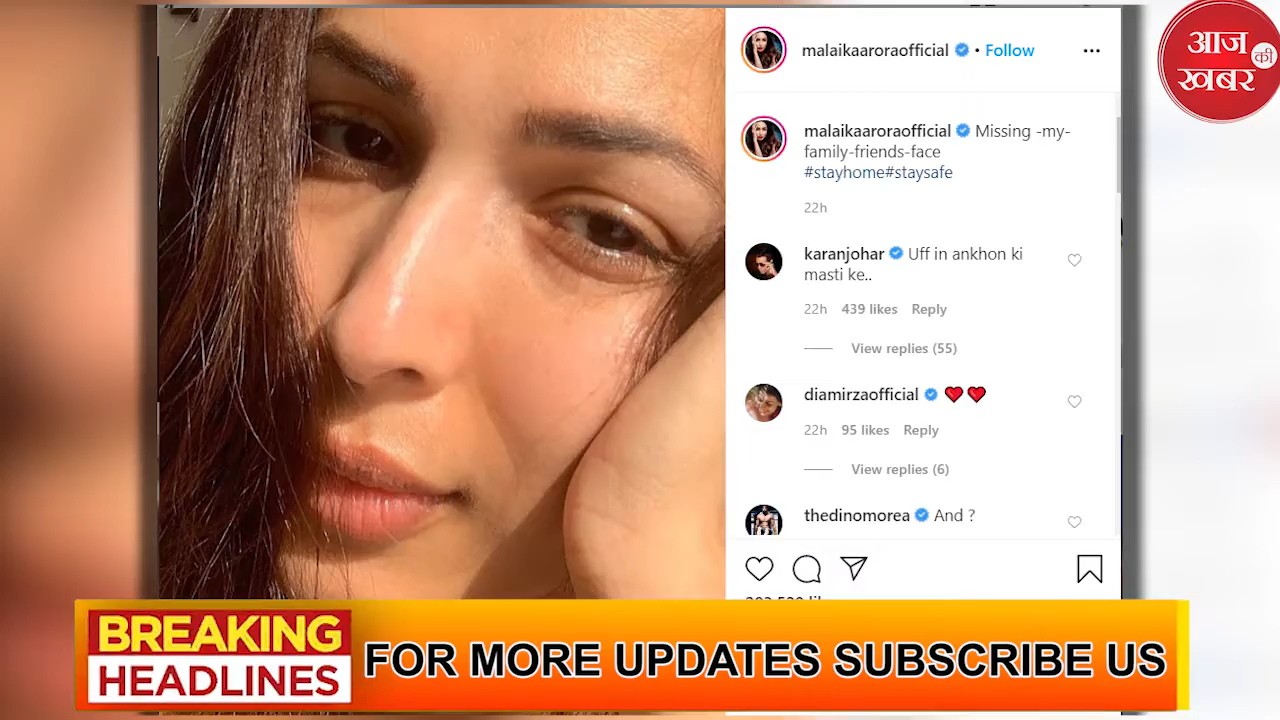 malaikaaroraofficial • Follow
malaikaaroraofficial Missing -my-
family-friends-face
#stayhome#staysafe
22h
karanjohar Uff in ankhon ki
masti ke..
22h 439 likes Reply
View replies (55)
diamirzaofficial ❤❤
22h 95 likes Reply
View replies (6)
thedinomorea And ?
आज
की
खबर
BREAKING
HEADLINES
FOR MORE UPDATES SUBSCRIBE US